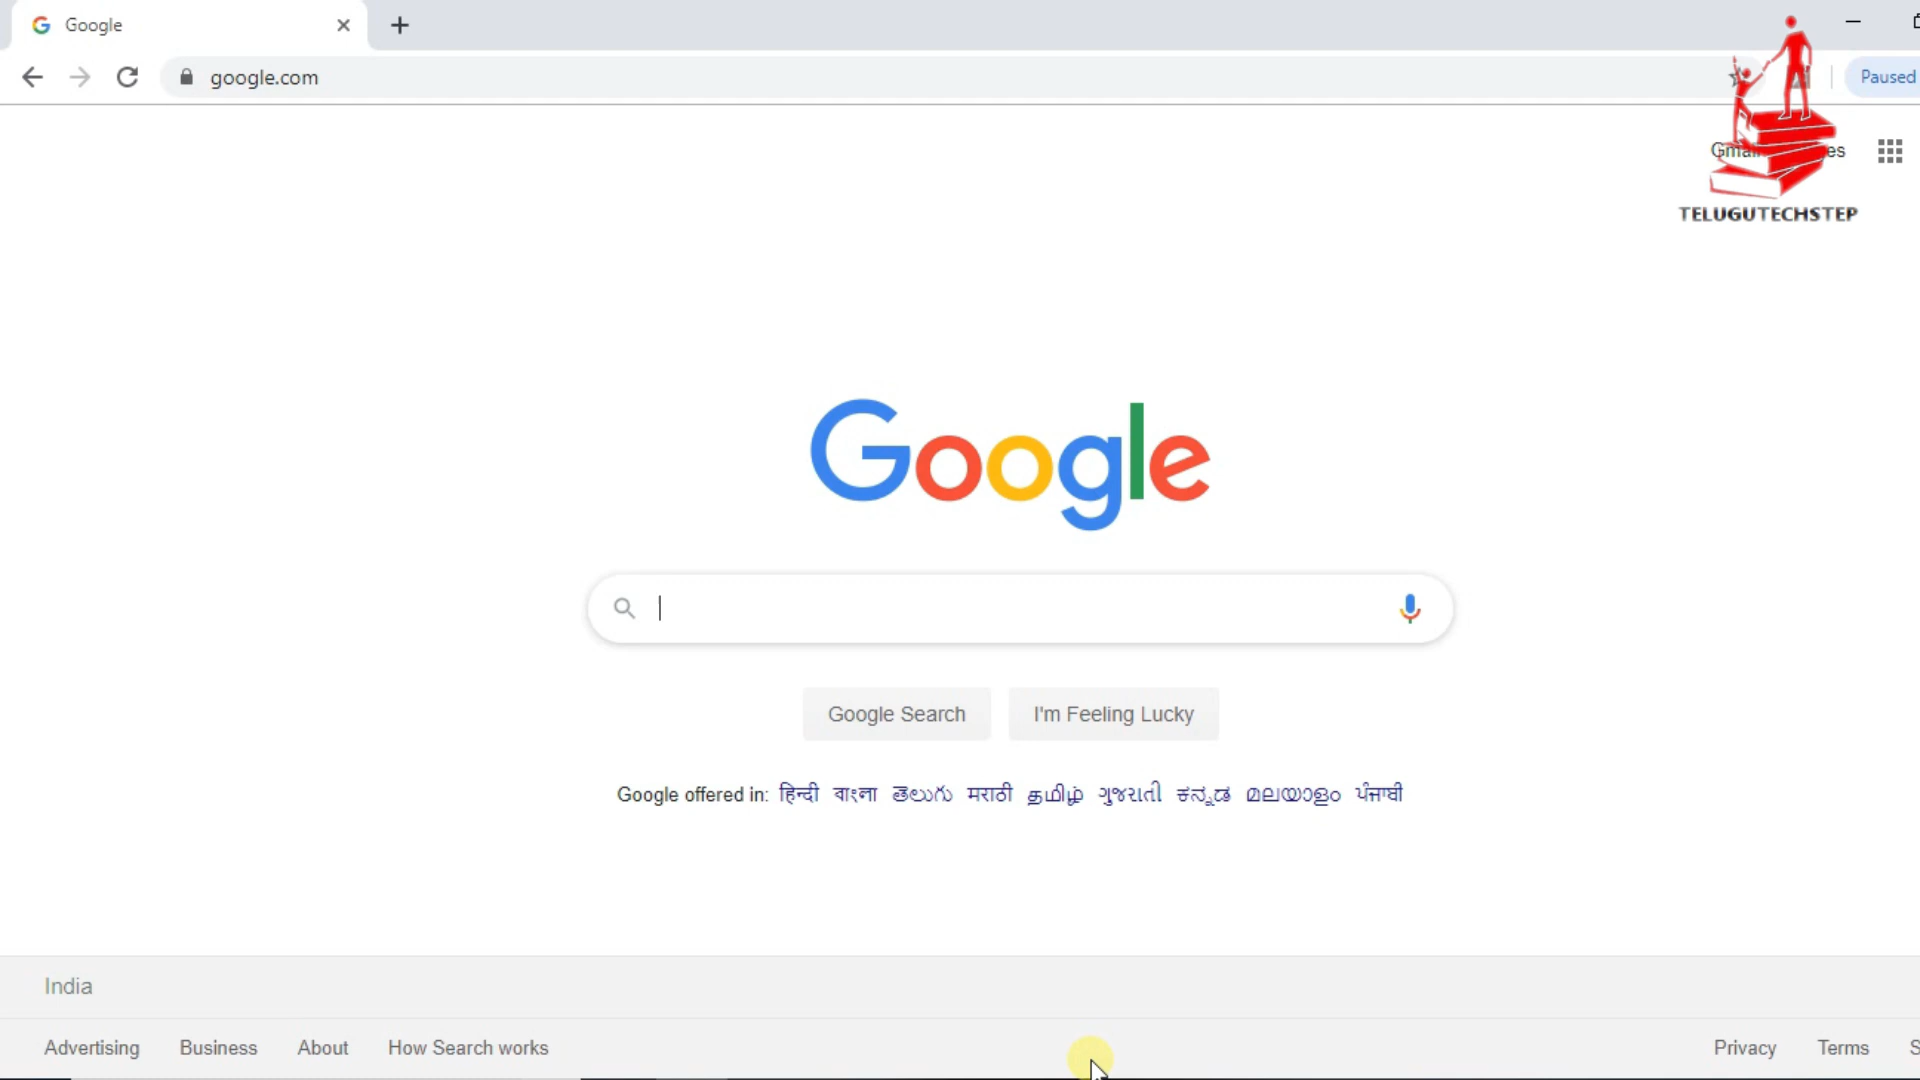 Google
google.com
Paused
TELUGUTECHSTEP
Google
Google Search I'm Feeling Lucky
Google offered in: हिन्दी বাংলা తెలుగు मराठी தமிழ் ગુજરાતી ಕನ್ನಡ മലയാളം ਪੰਜਾਬੀ
India
Advertising Business About How Search works Privacy Terms